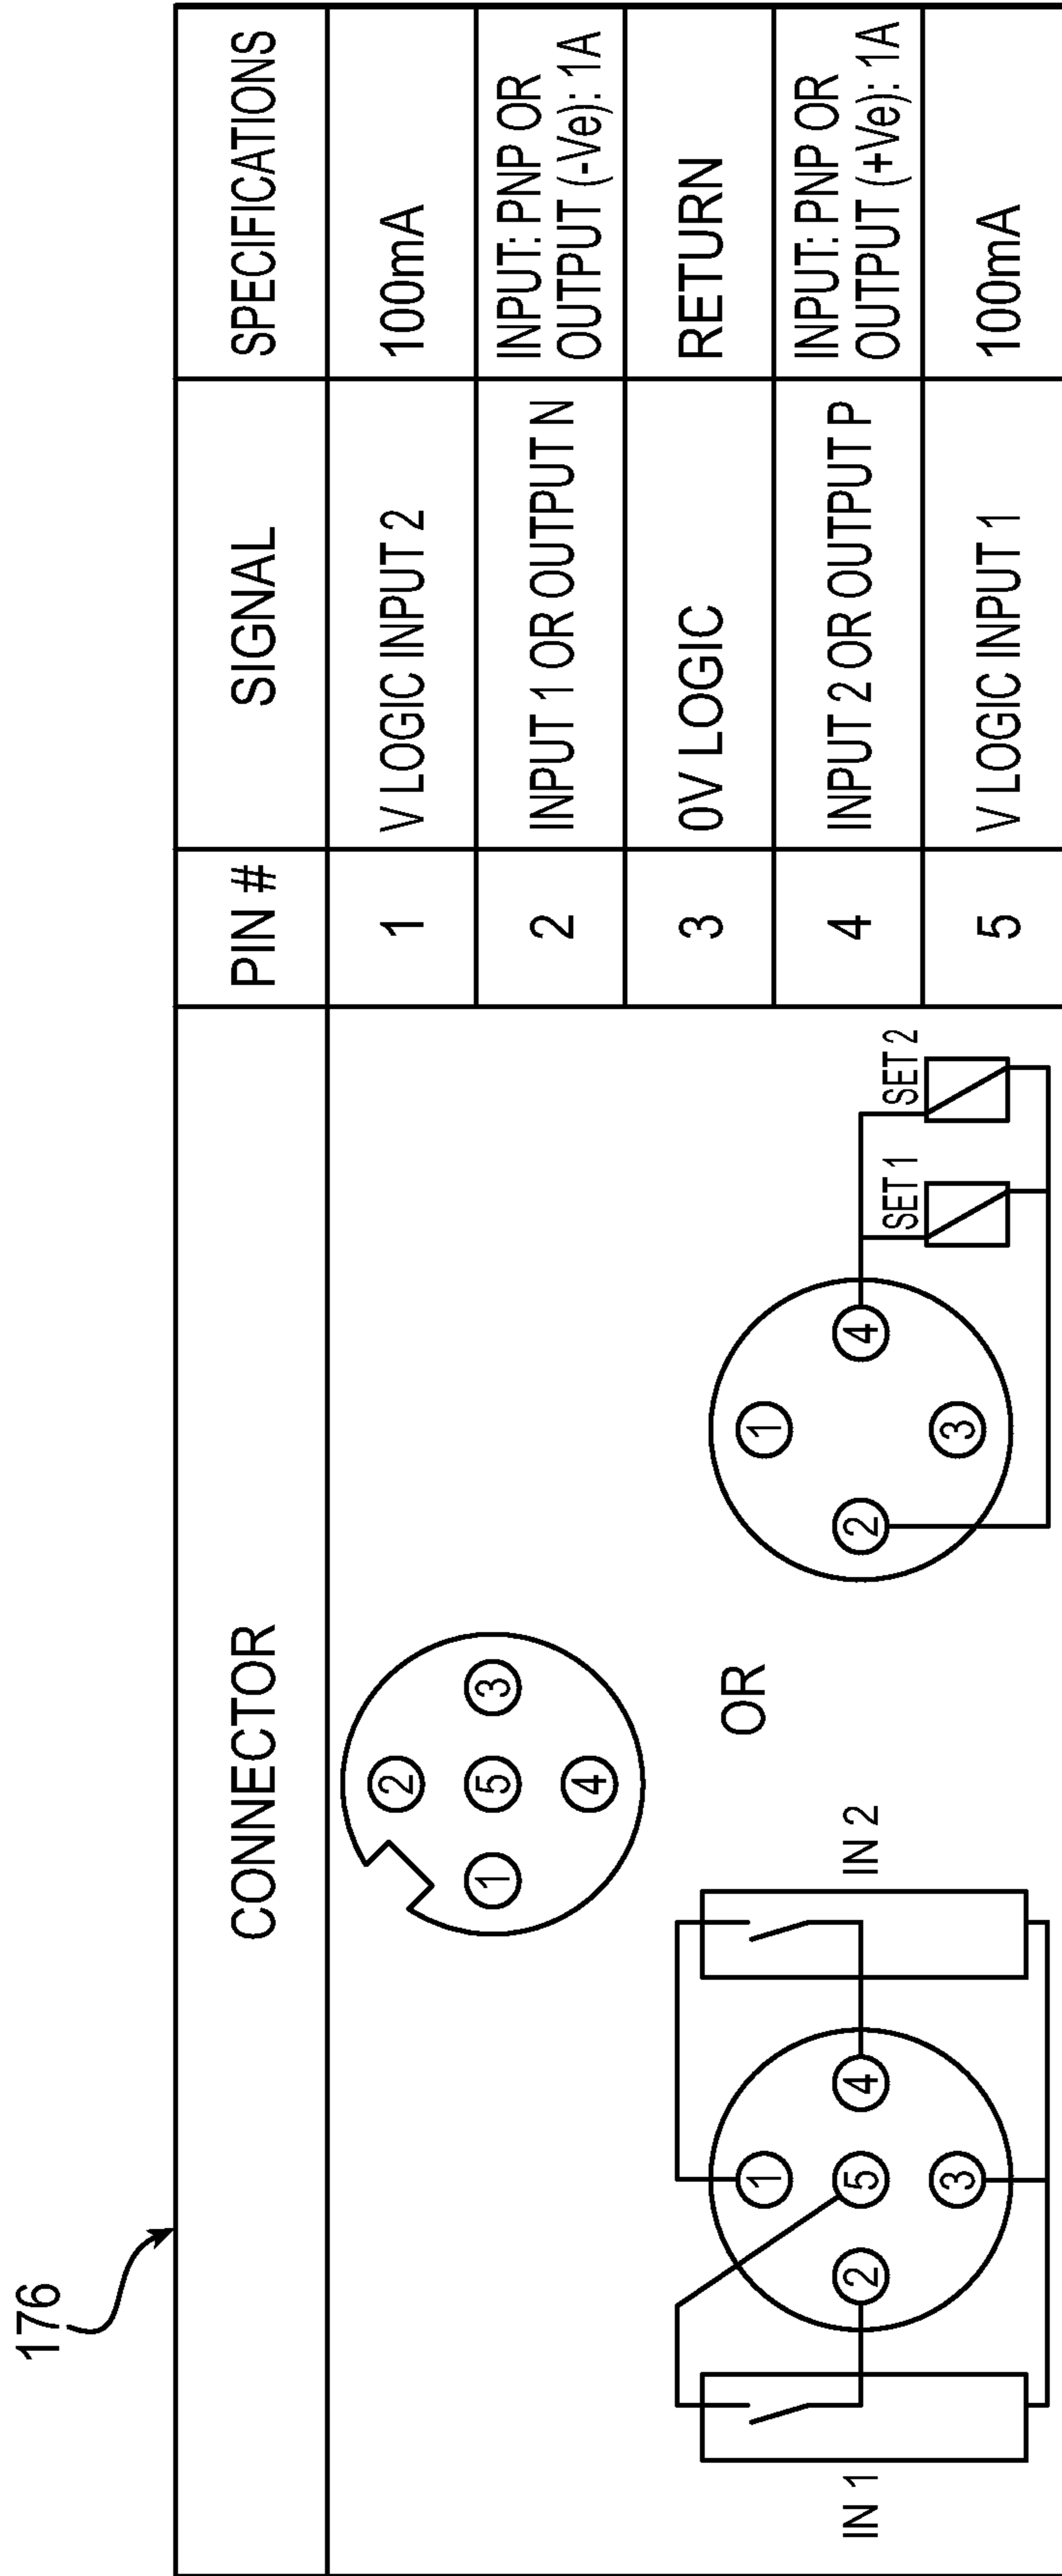 176
CONNECTOR
PIN #
SIGNAL
SPECIFICATIONS
1
V LOGIC INPUT 2
100mA
2
INPUT 1 OR OUTPUT N
INPUT: PNP OR
OUTPUT (-Ve): 1A
3
0V LOGIC
RETURN
4
INPUT 2 OR OUTPUT P
INPUT: PNP OR
OUTPUT (+Ve): 1A
5
V LOGIC INPUT 1
100mA
2
1
5
3
4
OR
IN 1
1
2
5
4
3
IN 2
1
2
4
3
SET 1
SET 2